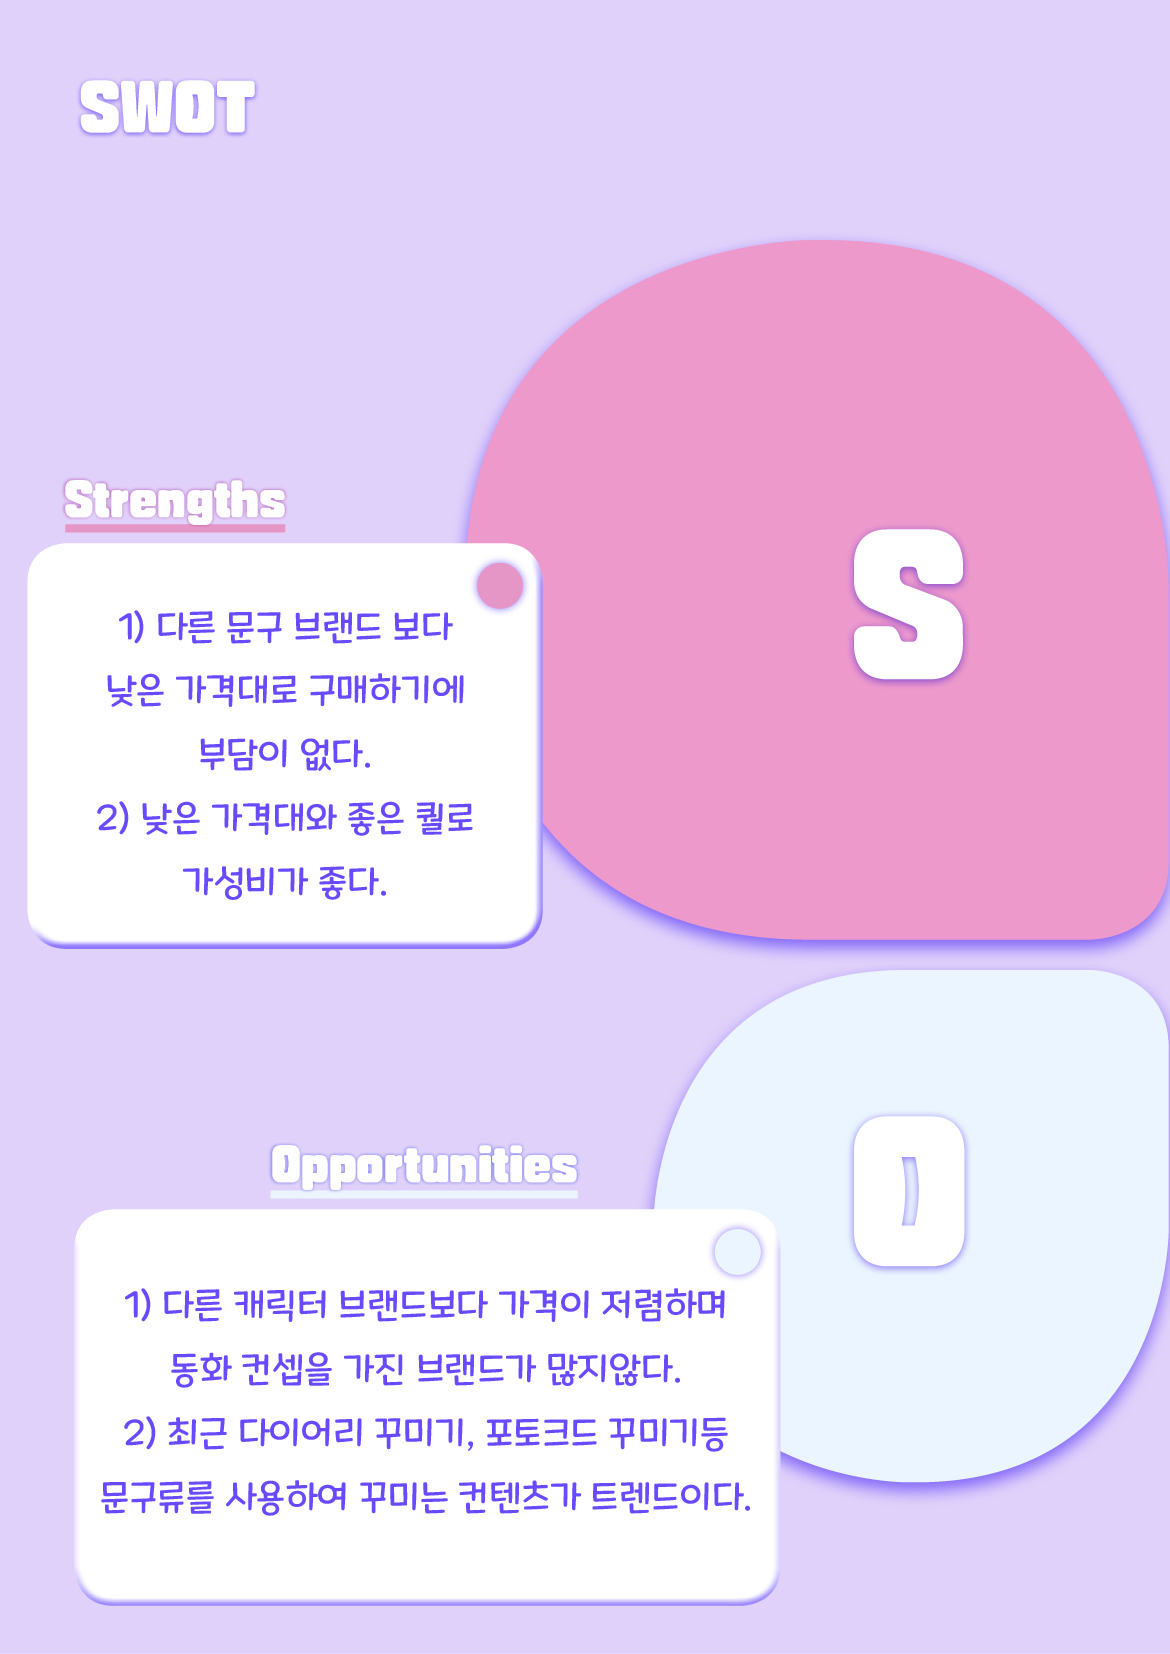 SWOT
Strengths
1) 다른 문구 브랜드 보다
낮은 가격대로 구매하기에
부담이 없다.
2) 낮은 가격대와 좋은 퀄로
가성비가 좋다.
S
Opportunities
1) 다른 캐릭터 브랜드보다 가격이 저렴하며
동화 컨셉을 가진 브랜드가 많지않다.
2) 최근 다이어리 꾸미기, 포토크드 꾸미기등
문구류를 사용하여 꾸미는 컨텐츠가 트렌드이다.
O